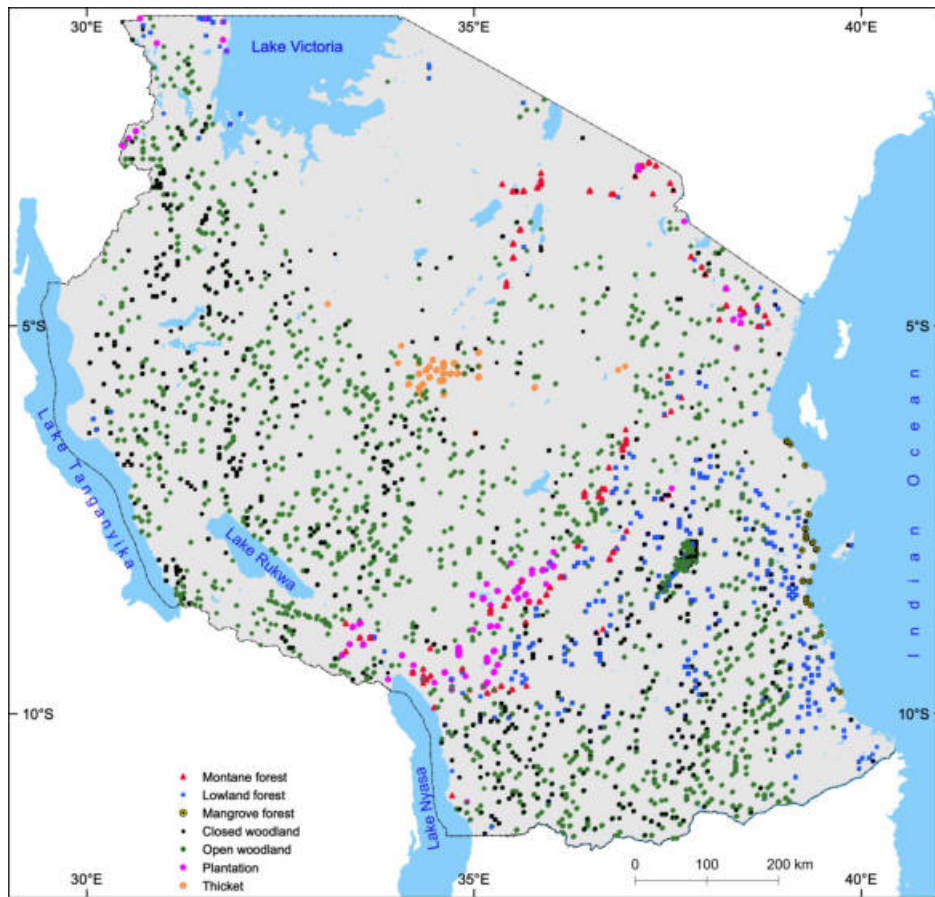 30°E 35°E 40°E
Lake Victoria
5°S 5°S
Lake Tanganyika
Indian Ocean
Lake Rukwa
10°S 10°S
Lake Nyasa
Montane forest
Lowland forest
Mangrove forest
Closed woodland
Open woodland
Plantation
Thicket
0 100 200 km
30°E 35°E 40°E